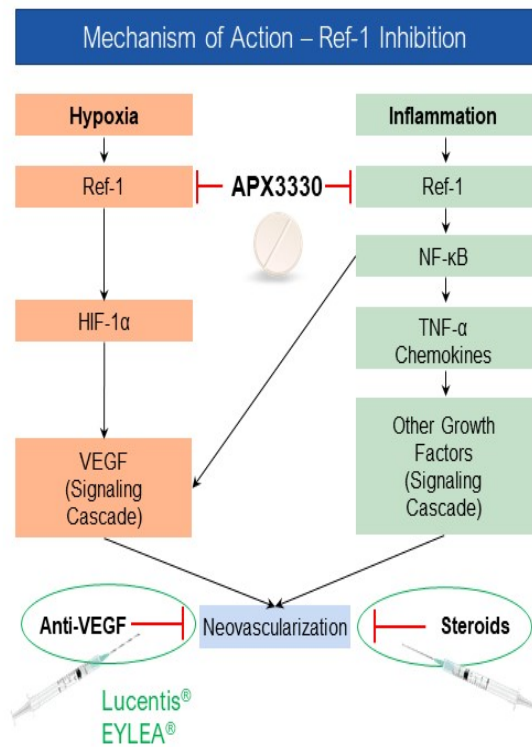 Mechanism of Action – Ref-1 Inhibition
Hypoxia
Inflammation
Ref-1
APX3330
Ref-1
NF-κB
HIF-1α
TNF-α
Chemokines
VEGF
(Signaling
Cascade)
Other Growth
Factors
(Signaling
Cascade)
Anti-VEGF
Neovascularization
Steroids
Lucentis®
EYLEA®